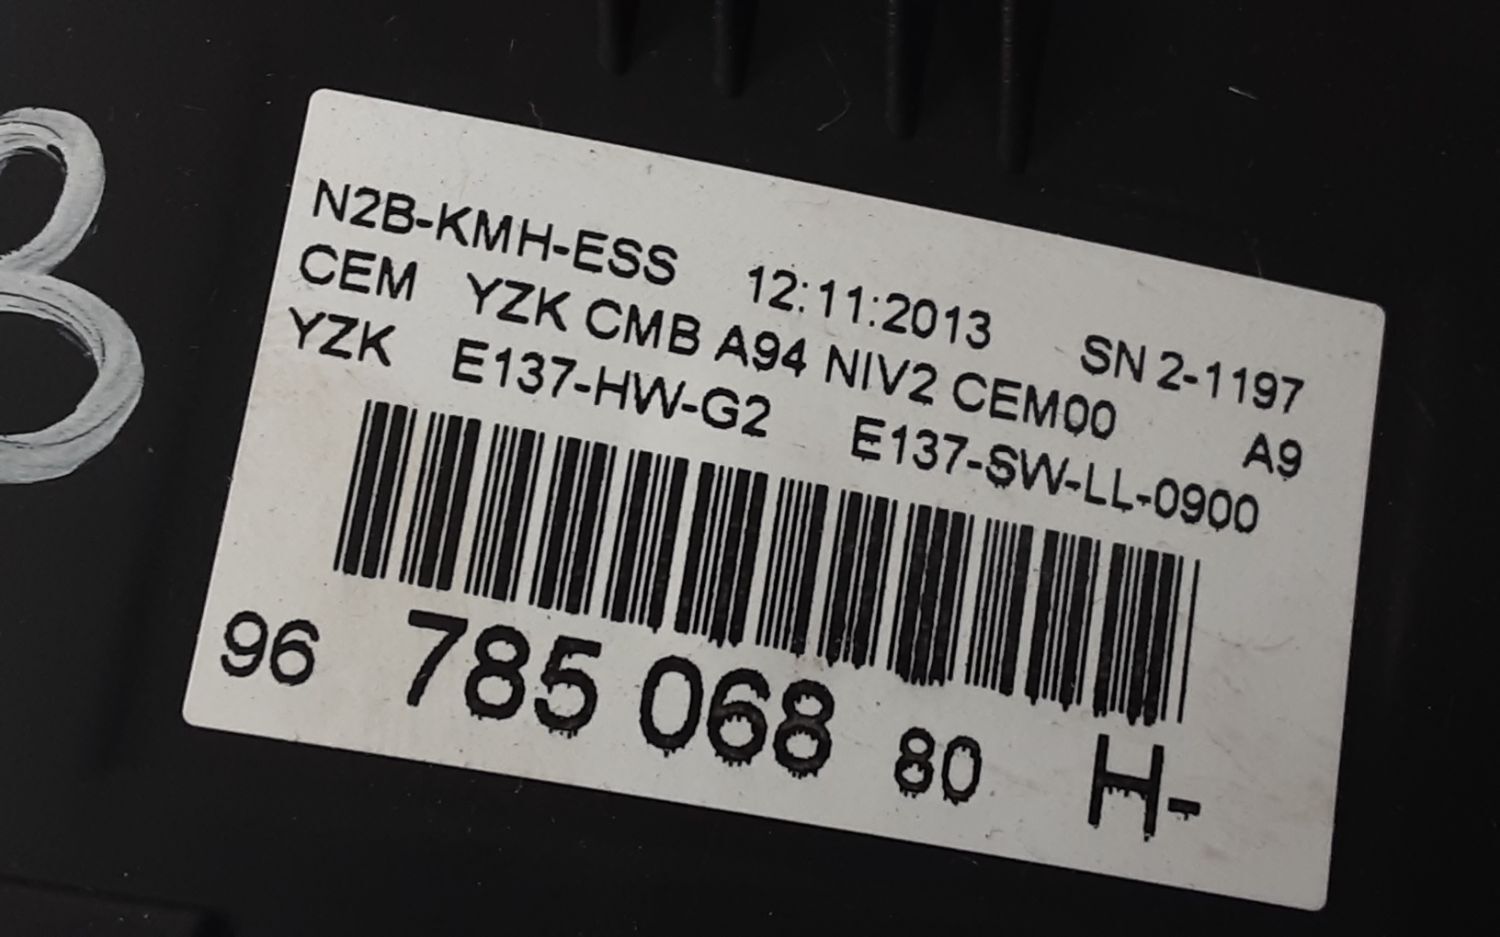 N2B-KMH-ESS 12:11:2013 SN 2-1197
CEM YZK CMB A94 NIV2 CEM00 A9
YZK E137-HW-G2 E137-SW-LL-0900
96 785 068 80 H-